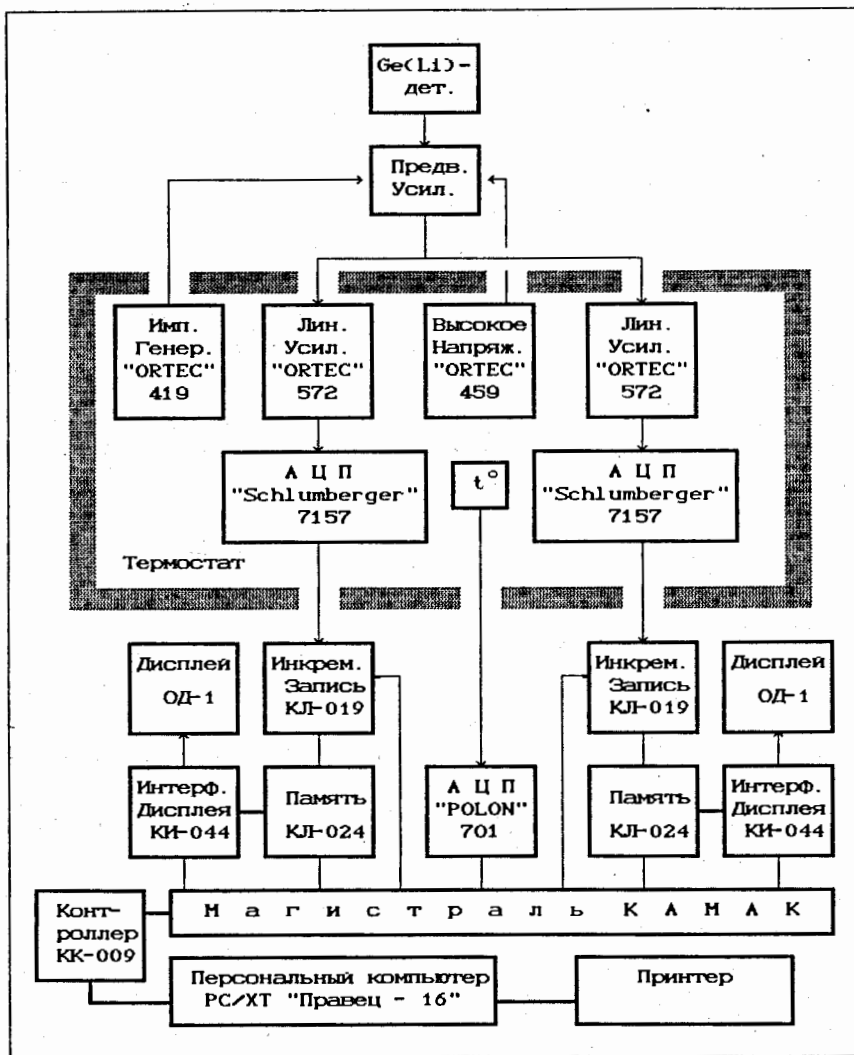 Ge(Li)-
дет.
Предв.
Усил.
Имп.
Генер.
"ORTEC"
419
Лин.
Усил.
"ORTEC"
572
Высокое
Напряж.
"ORTEC"
459
Лин.
Усил.
"ORTEC"
572
А Ц П
"Schlumberger"
7157
t°
А Ц П
"Schlumberger"
7157
Термостат
Дисплей
ОД-1
Инкрем.
Запись
КЛ-019
Инкрем.
Запись
КЛ-019
Дисплей
ОД-1
Интерф.
Дисплея
КИ-044
Память
КЛ-024
А Ц П
"POLON"
701
Память
КЛ-024
Интерф.
Дисплея
КИ-044
Конт-
роллер
КК-009
М а г и с т р а л ь К А М А К
Персональный компьютер
PC/XT "Правец - 16"
Принтер